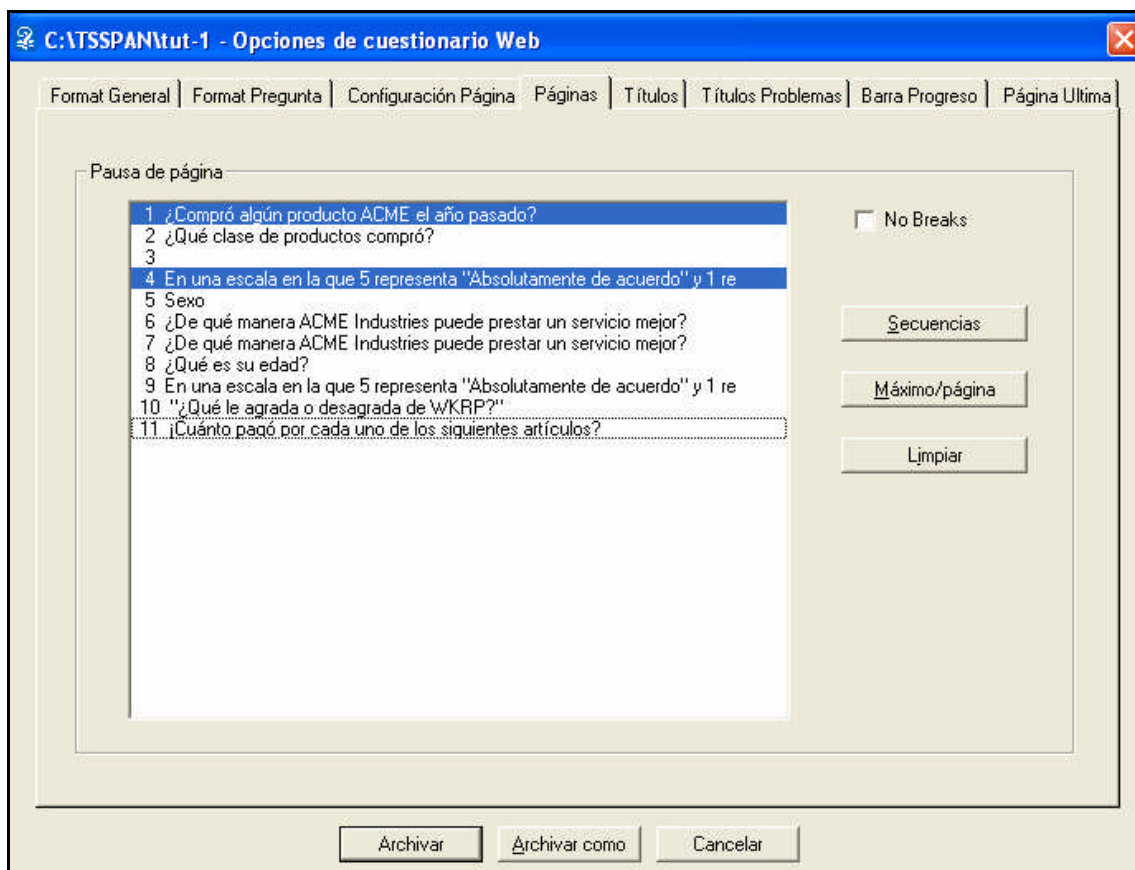 C:\TSSPAN\tut-1 - Opciones de cuestionario Web
Format General Format Pregunta Configuración Página Páginas Títulos Títulos Problemas Barra Progreso Página Ultima
Pausa de página
1 ¿Compró algún producto ACME el año pasado?
2 ¿Qué clase de productos compró?
3
4 En una escala en la que 5 representa "Absolutamente de acuerdo" y 1 re
5 Sexo
6 ¿De qué manera ACME Industries puede prestar un servicio mejor?
7 ¿De qué manera ACME Industries puede prestar un servicio mejor?
8 ¿Qué es su edad?
9 En una escala en la que 5 representa "Absolutamente de acuerdo" y 1 re
10 "¿Qué le agrada o desagrada de WKRP?"
11 ¡Cuánto pagó por cada uno de los siguientes artículos?
No Breaks
Secuencias
Máximo/página
Limpiar
Archivar Archivar como Cancelar